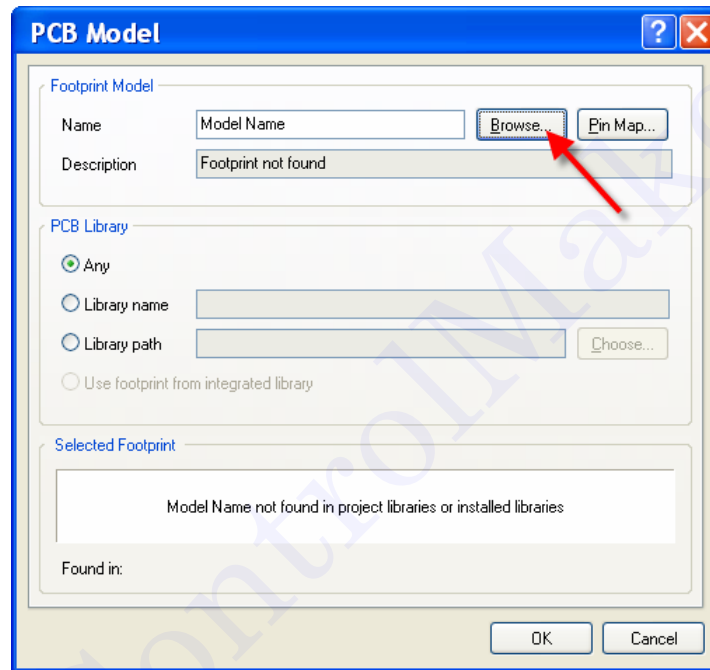 PCB Model
?
Footprint Model
Name Model Name Browse... Pin Map...
Description Footprint not found
PCB Library
Any
Library name
Library path Choose...
Use footprint from integrated library
Selected Footprint
Model Name not found in project libraries or installed libraries
Found in:
OK Cancel